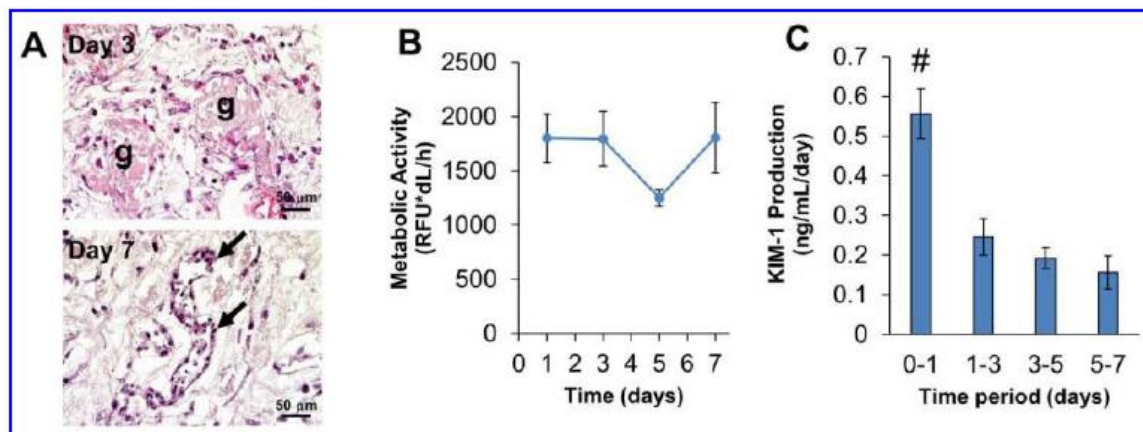 A
Day 3
g
g
50 μm
Day 7
50 μm
B
Metabolic Activity
(RFU*dL/h)
2500
2000
1500
1000
500
0
0 1 2 3 4 5 6 7
Time (days)
C
KIM-1 Production
(ng/mL/day)
0.7
0.6
0.5
0.4
0.3
0.2
0.1
0
#
0-1 1-3 3-5 5-7
Time period (days)